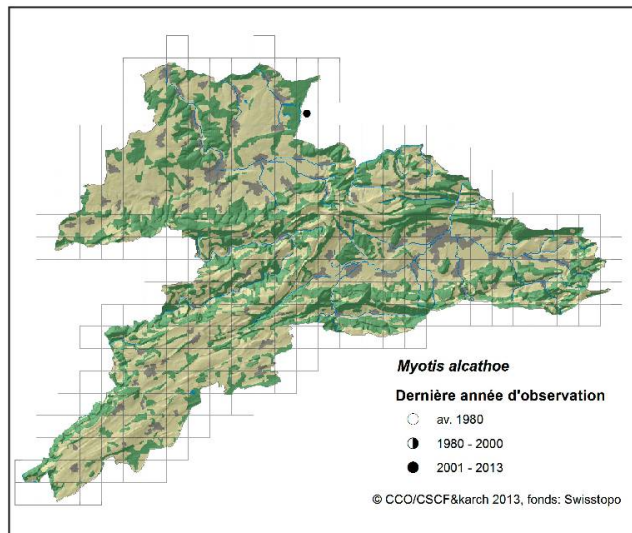 Myotis alcathoe
Dernière année d'observation
av. 1980
1980 - 2000
2001 - 2013
© CCO/CSCF&karch 2013, fonds: Swisstopo